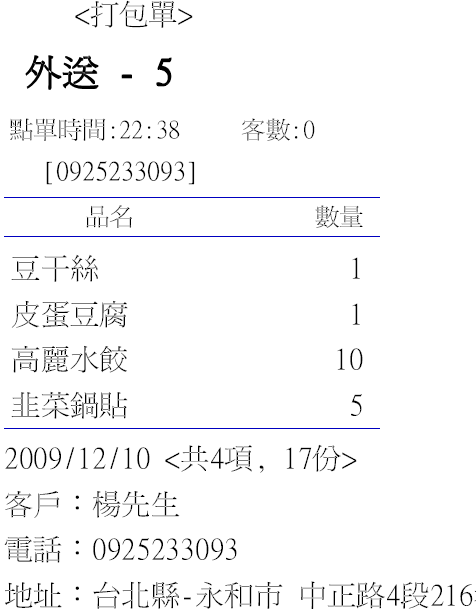 <打包單>
外送 - 5
點單時間:22:38 客數:0
[0925233093]
品名 數量
豆干絲 1
皮蛋豆腐 1
高麗水餃 10
韭菜鍋貼 5
2009/12/10 <共4項, 17份>
客戶：楊先生
電話：0925233093
地址：台北縣-永和市 中正路4段216